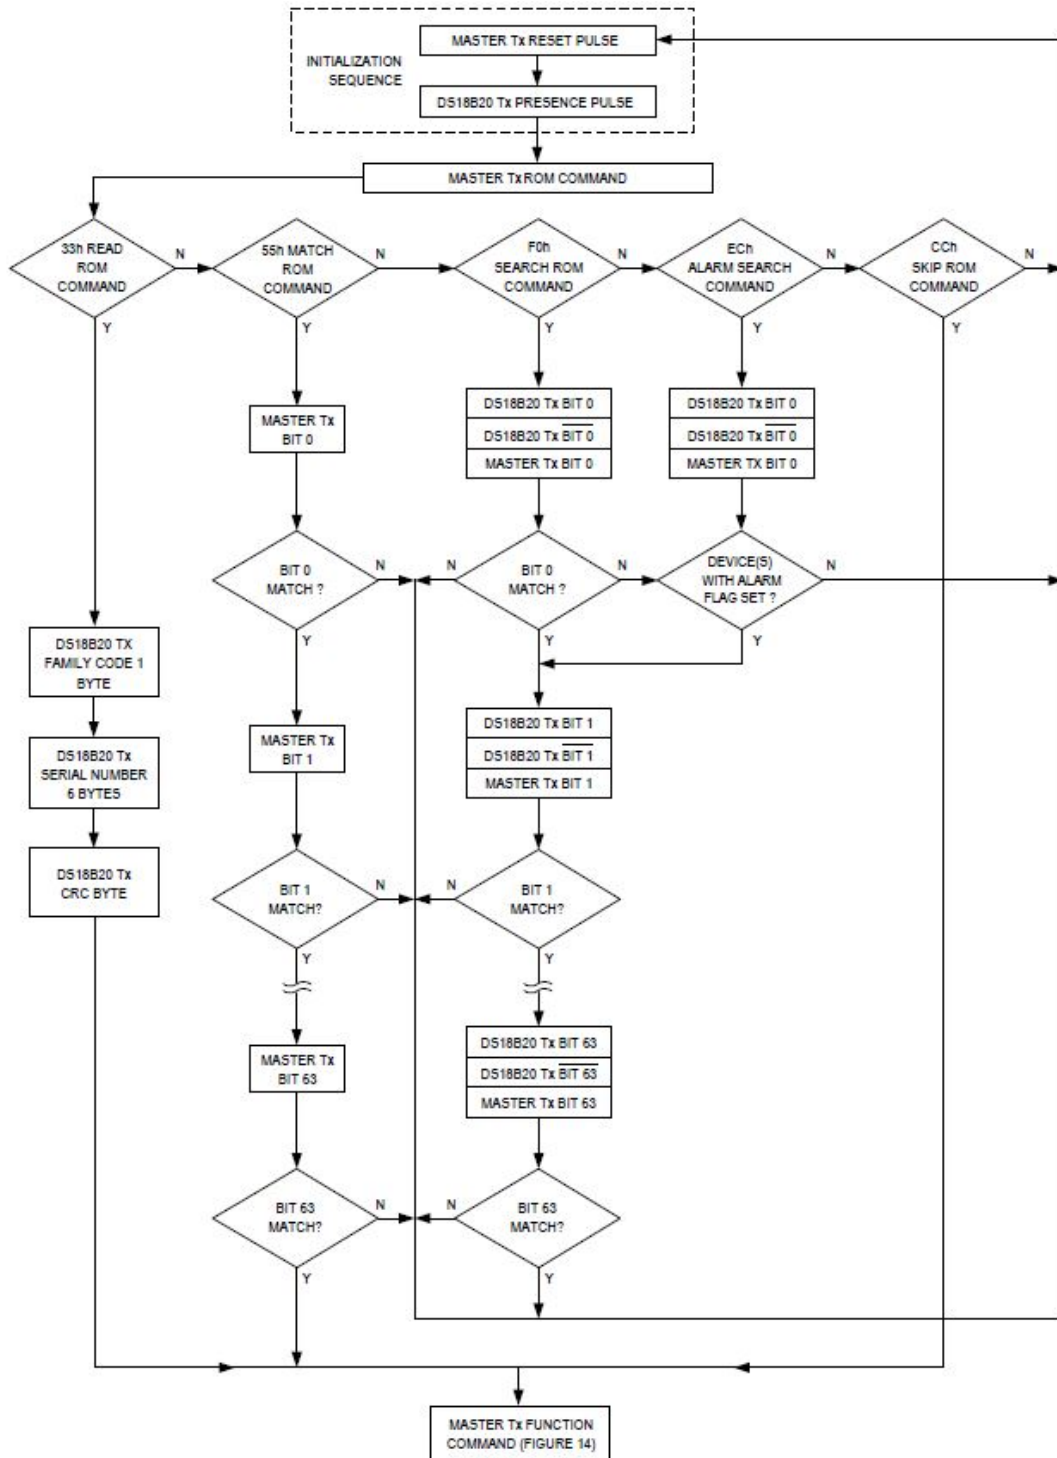 MASTER Tx RESET PULSE
INITIALIZATION
SEQUENCE
DS18B20 Tx PRESENCE PULSE
MASTER Tx ROM COMMAND
33h READ
ROM
COMMAND
N
Y
55h MATCH
ROM
COMMAND
N
Y
F0h
SEARCH ROM
COMMAND
N
Y
ECh
ALARM SEARCH
COMMAND
N
Y
CCh
SKIP ROM
COMMAND
N
Y
MASTER Tx
BIT 0
DS18B20 Tx BIT 0
DS18B20 Tx BIT 0
MASTER Tx BIT 0
DS18B20 Tx BIT 0
DS18B20 Tx BIT 0
MASTER TX BIT 0
BIT 0
MATCH ?
N
Y
N
BIT 0
MATCH ?
N
Y
DEVICE(S)
WITH ALARM
FLAG SET ?
N
Y
DS18B20 TX
FAMILY CODE 1
BYTE
DS18B20 Tx
SERIAL NUMBER
6 BYTES
DS18B20 Tx
CRC BYTE
MASTER Tx
BIT 1
DS18B20 Tx BIT 1
DS18B20 Tx BIT 1
MASTER Tx BIT 1
BIT 1
MATCH?
N
Y
N
BIT 1
MATCH?
Y
MASTER Tx
BIT 63
DS18B20 Tx BIT 63
DS18B20 Tx BIT 63
MASTER Tx BIT 63
BIT 63
MATCH?
N
Y
N
BIT 63
MATCH?
Y
MASTER Tx FUNCTION
COMMAND (FIGURE 14)